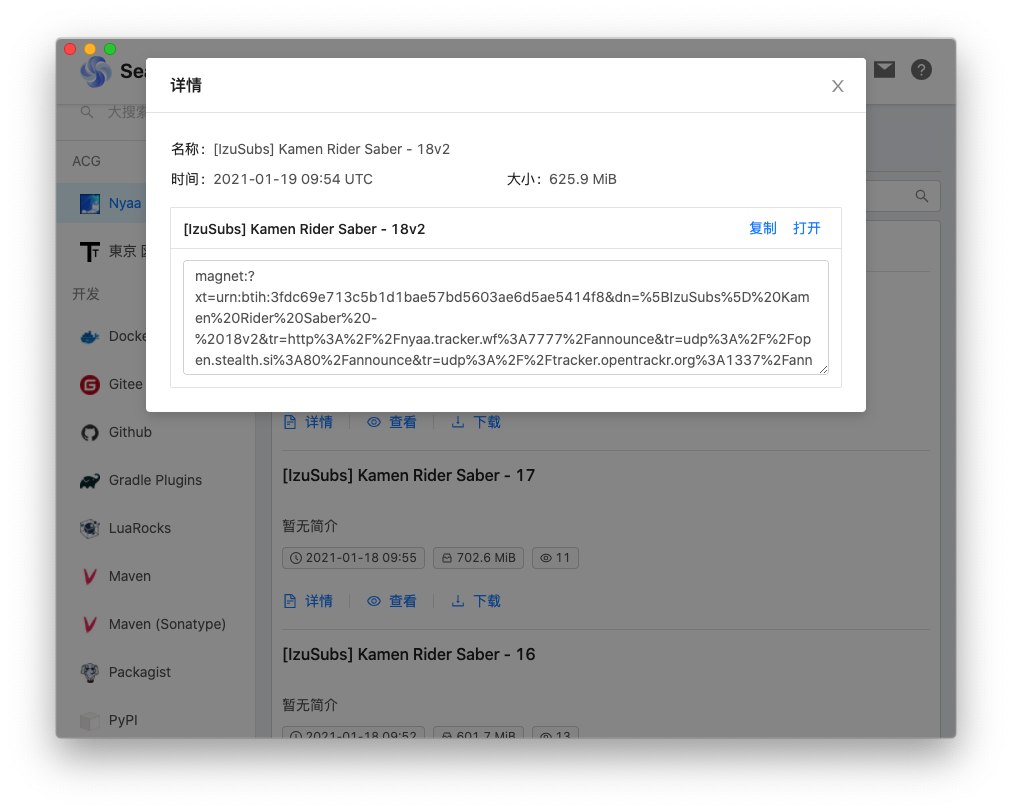 Sea
大搜索
ACG
Nyaa
東京
开发
Docke
Gitee
Github
Gradle Plugins
LuaRocks
Maven
Maven (Sonatype)
Packagist
PyPI
详情
名称: [IzuSubs] Kamen Rider Saber - 18v2
时间: 2021-01-19 09:54 UTC
大小: 625.9 MiB
[IzuSubs] Kamen Rider Saber - 18v2
复制 打开
magnet:?
xt=urn:btih:3fdc69e713c5b1d1bae57bd5603ae6d5ae5414f8&dn=%5BIzuSubs%5D%20Kam
en%20Rider%20Saber%20-
%2018v2&tr=http%3A%2F%2Fnyaa.tracker.wf%3A7777%2Fannounce&tr=udp%3A%2F%2Fop
en.stealth.si%3A80%2Fannounce&tr=udp%3A%2F%2Ftracker.opentrackr.org%3A1337%2Fann
详情 查看 下载
[IzuSubs] Kamen Rider Saber - 17
暂无简介
2021-01-18 09:55 702.6 MiB 11
详情 查看 下载
[IzuSubs] Kamen Rider Saber - 16
暂无简介
2021-01-18 09:52 601.7 MiB 13